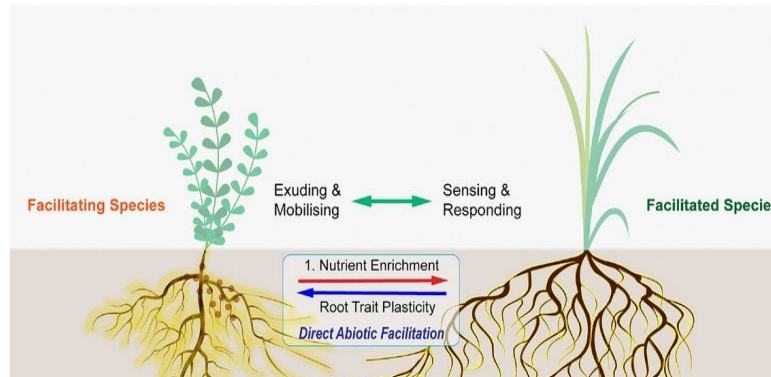 Exuding &
Mobilising
Sensing &
Responding
Facilitating Species
Facilitated Specie
1. Nutrient Enrichment
Root Trait Plasticity
Direct Abiotic Facilitation